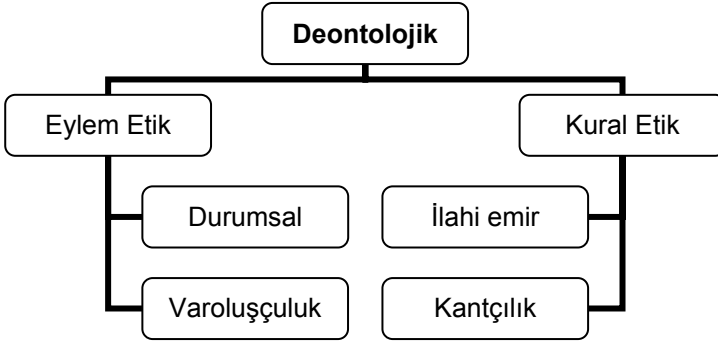 Deontolojik
Eylem Etik
Kural Etik
Durumsal
İlahi emir
Varoluşçuluk
Kantçılık